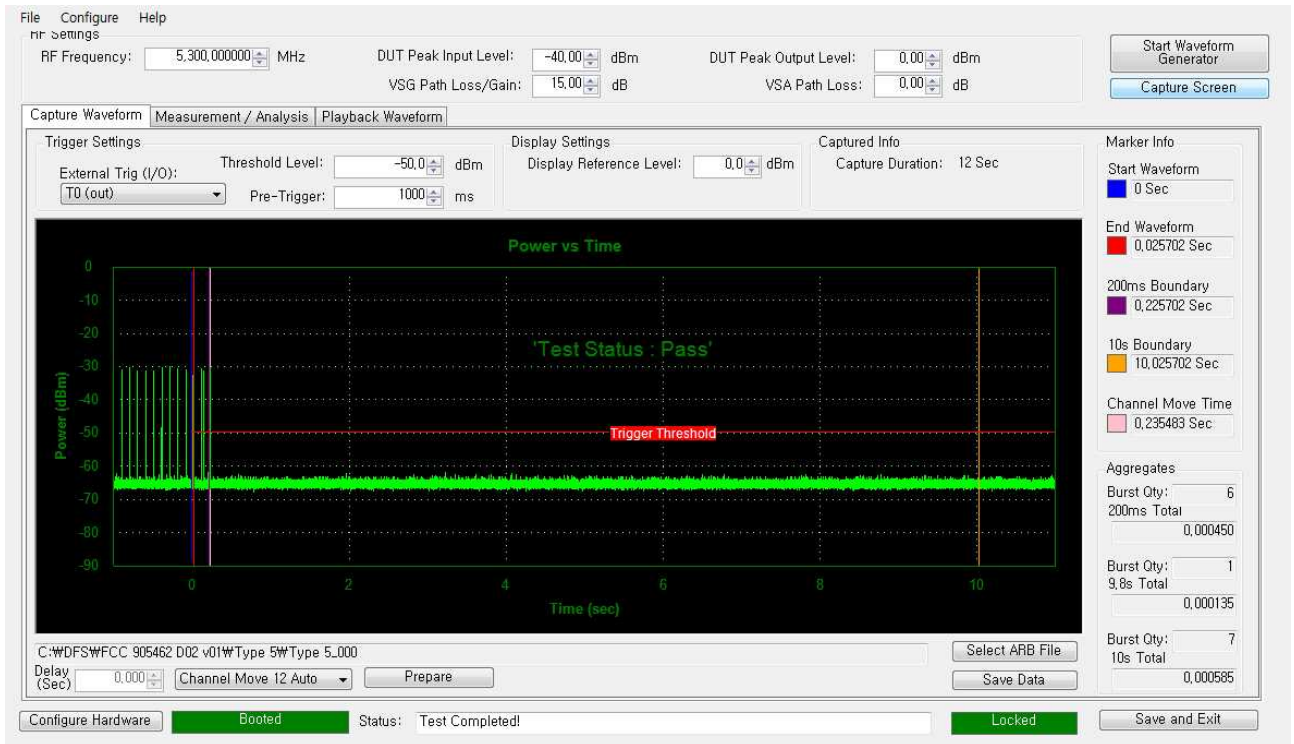 File Configure Help
RF Settings
RF Frequency: 5,300,000000 MHz DUT Peak Input Level: -40,00 dBm DUT Peak Output Level: 0,00 dBm
VSG Path Loss/Gain: 15,00 dB VSA Path Loss: 0,00 dB
Start Waveform
Generator
Capture Screen
Capture Waveform Measurement / Analysis Playback Waveform
Trigger Settings
External Trig (I/O):
T0 (out)
Threshold Level: -50,0 dBm
Pre-Trigger: 1000 ms
Display Settings
Display Reference Level: 0,0 dBm
Captured Info
Capture Duration: 12 Sec
Power vs Time
0
-10
-20
-30
-40
-50
-60
-70
-80
-90
Power (dBm)
'Test Status : Pass'
Trigger Threshold
0 2 4 6 8 10
Time (sec)
Marker Info
Start Waveform
0 Sec
End Waveform
0,025702 Sec
200ms Boundary
0,225702 Sec
10s Boundary
10,025702 Sec
Channel Move Time
0,235483 Sec
Aggregates
Burst Qty: 6
200ms Total
0,000450
Burst Qty: 1
9,8s Total
0,000135
Burst Qty: 7
10s Total
0,000585
C:₩DFS₩FCC 905462 D02 v01₩Type 5₩Type 5_000
Select ARB File
Delay
(Sec) 0,000 Channel Move 12 Auto Prepare Save Data
Configure Hardware Booted Status: Test Completed! Locked Save and Exit